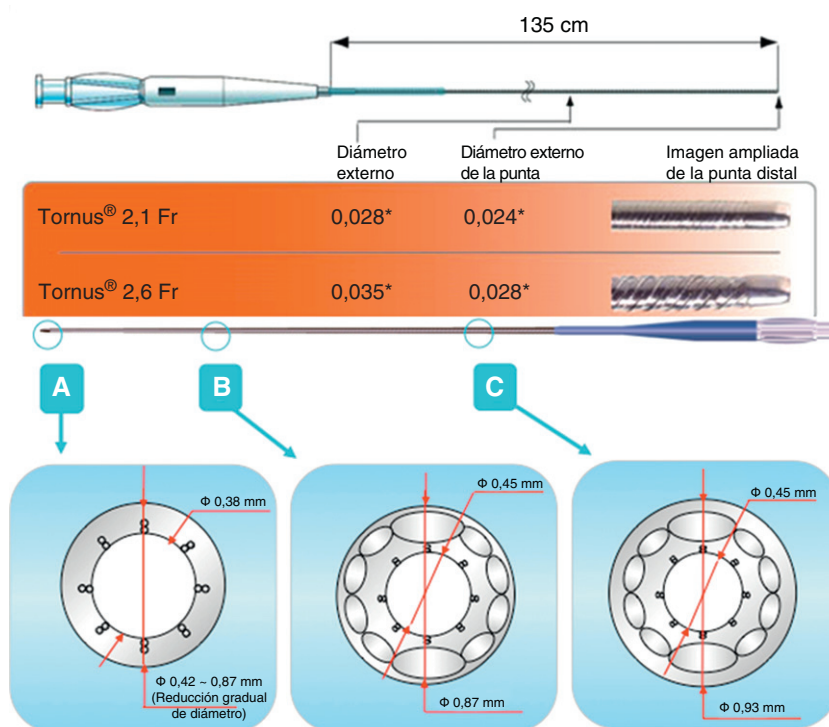 135 cm
Diámetro
externo
Diámetro externo
de la punta
Imagen ampliada
de la punta distal
Tornus® 2,1 Fr 0,028* 0,024*
Tornus® 2,6 Fr 0,035* 0,028*
A
B
C
Φ 0,38 mm
Φ 0,42 ~ 0,87 mm
(Reducción gradual
de diámetro)
Φ 0,45 mm
Φ 0,87 mm
Φ 0,45 mm
Φ 0,93 mm